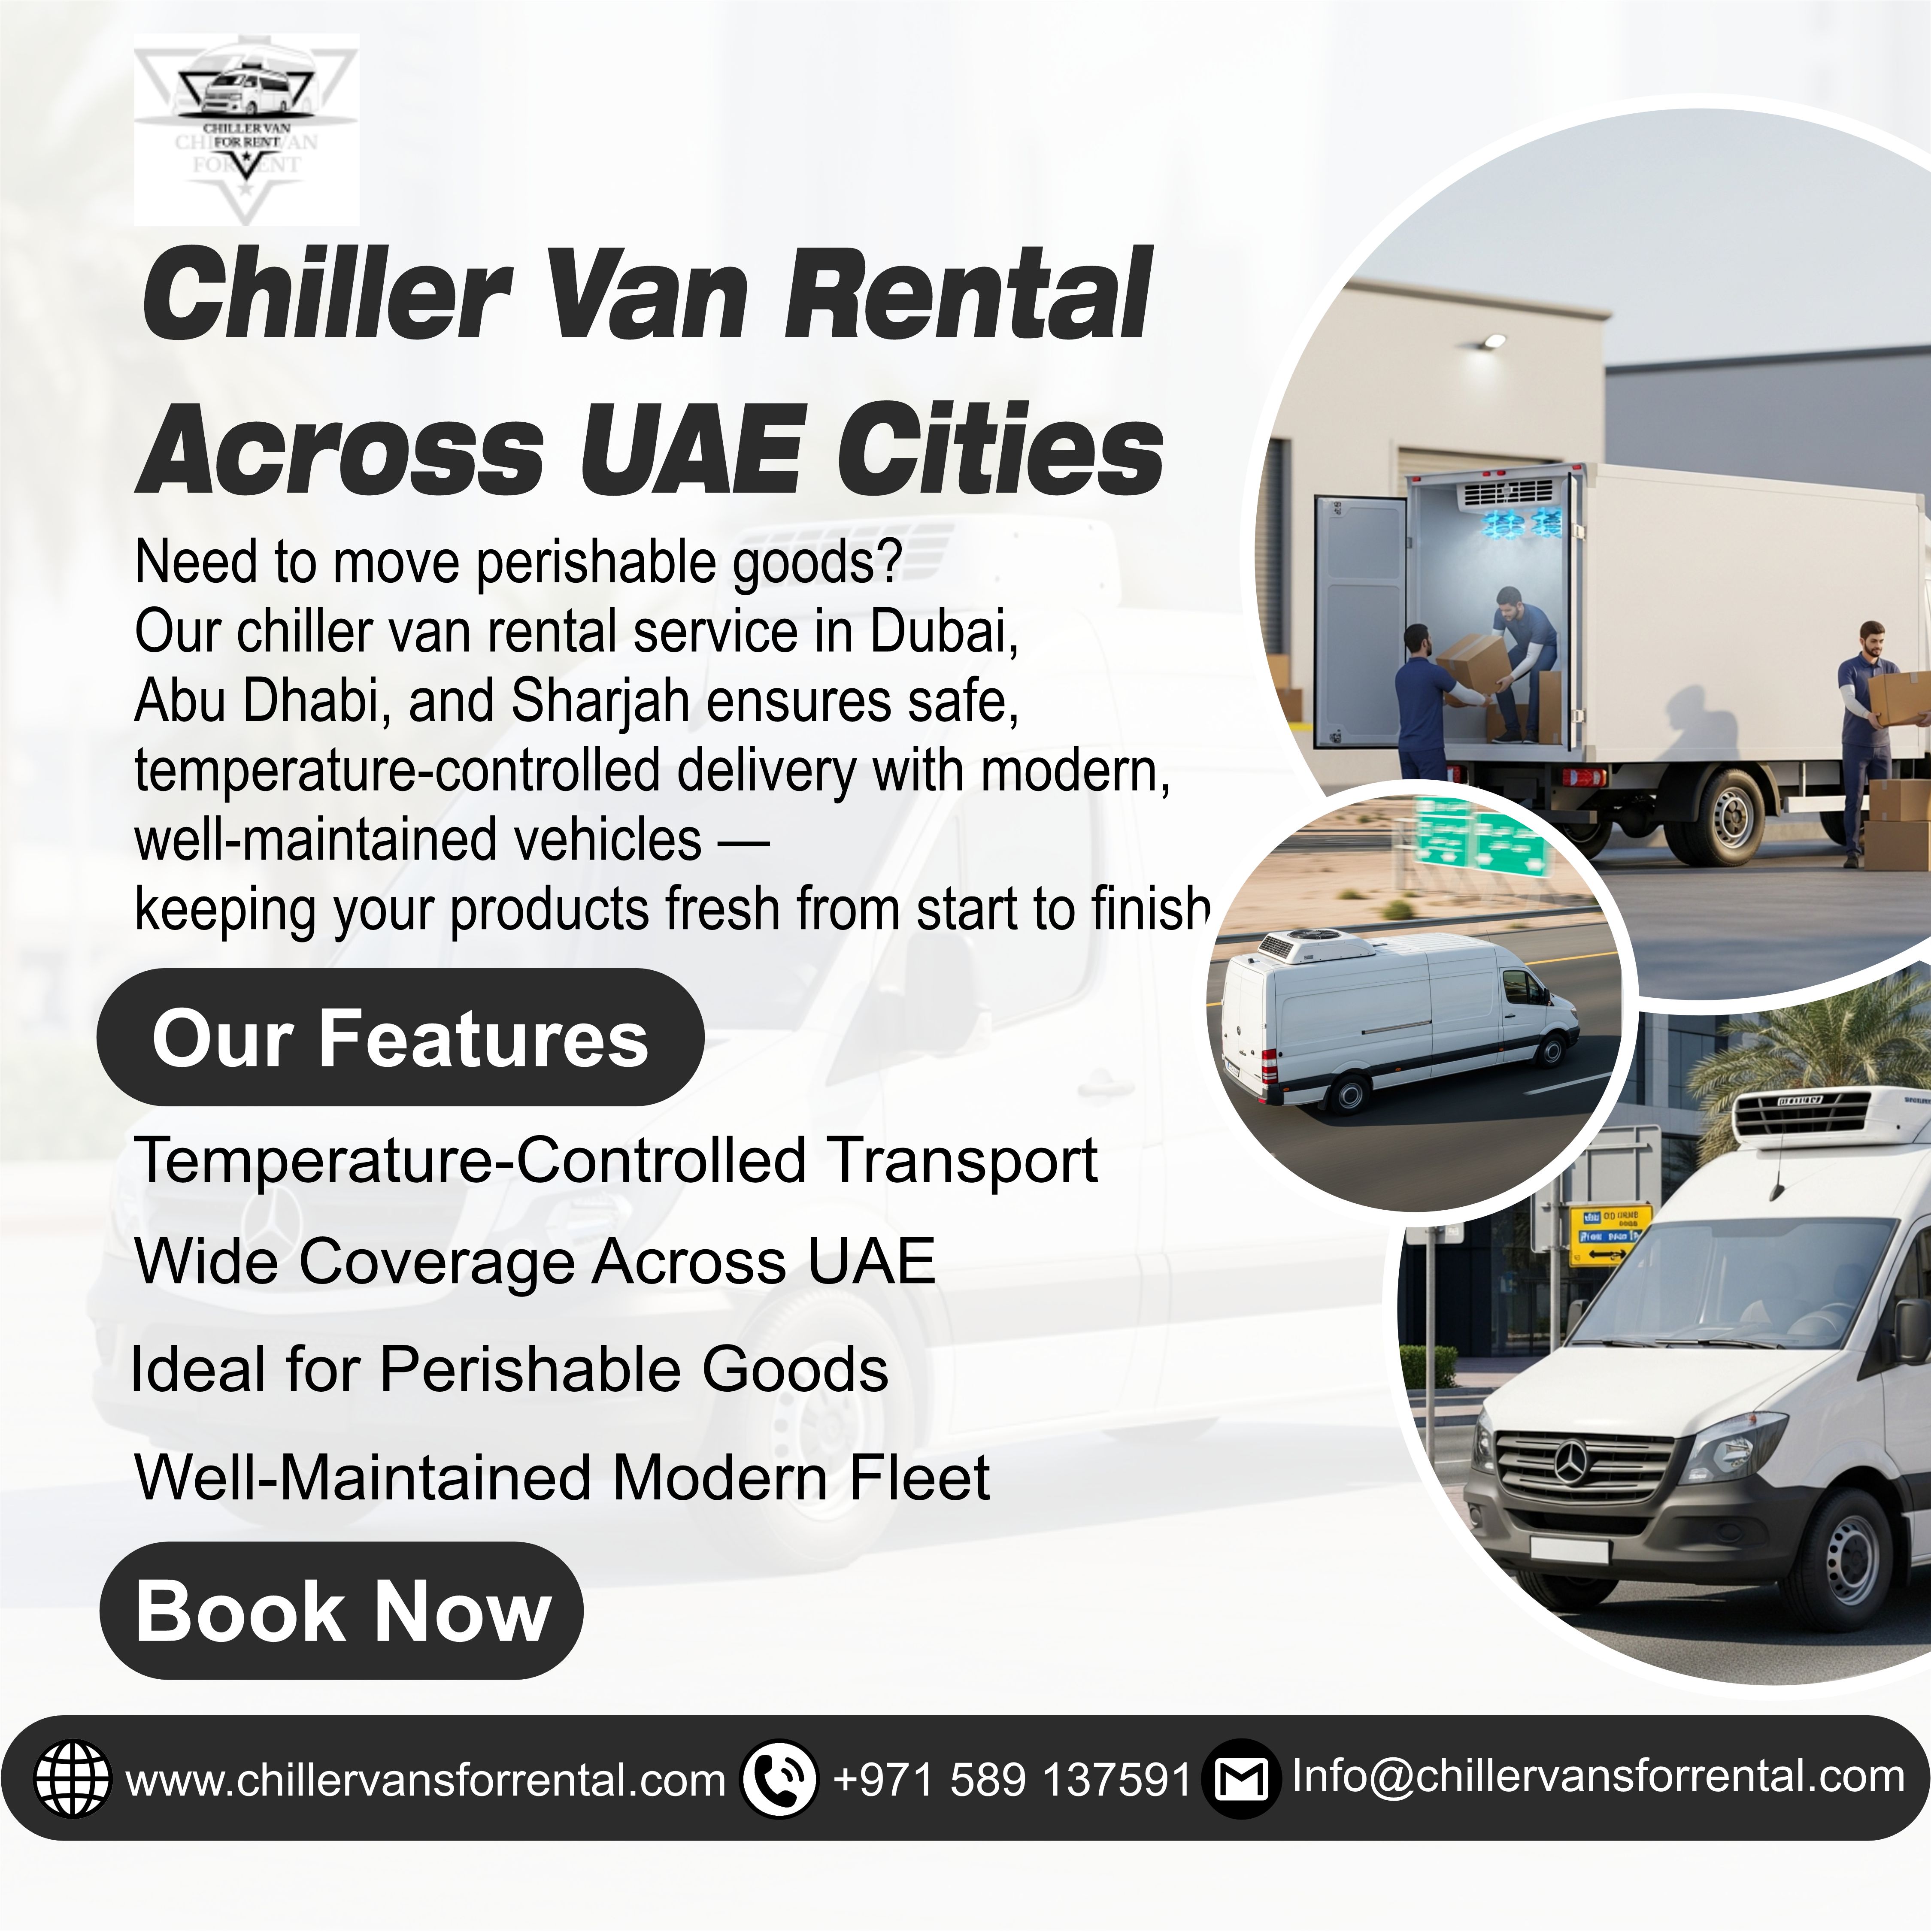 CHILLER VAN
FOR RENT
Chiller Van Rental
Across UAE Cities
Need to move perishable goods?
Our chiller van rental service in Dubai,
Abu Dhabi, and Sharjah ensures safe,
temperature-controlled delivery with modern,
well-maintained vehicles —
keeping your products fresh from start to finish
Our Features
Temperature-Controlled Transport
Wide Coverage Across UAE
Ideal for Perishable Goods
Well-Maintained Modern Fleet
Book Now
www.chillervansforrental.com +971 589 137591 Info@chillervansforrental.com